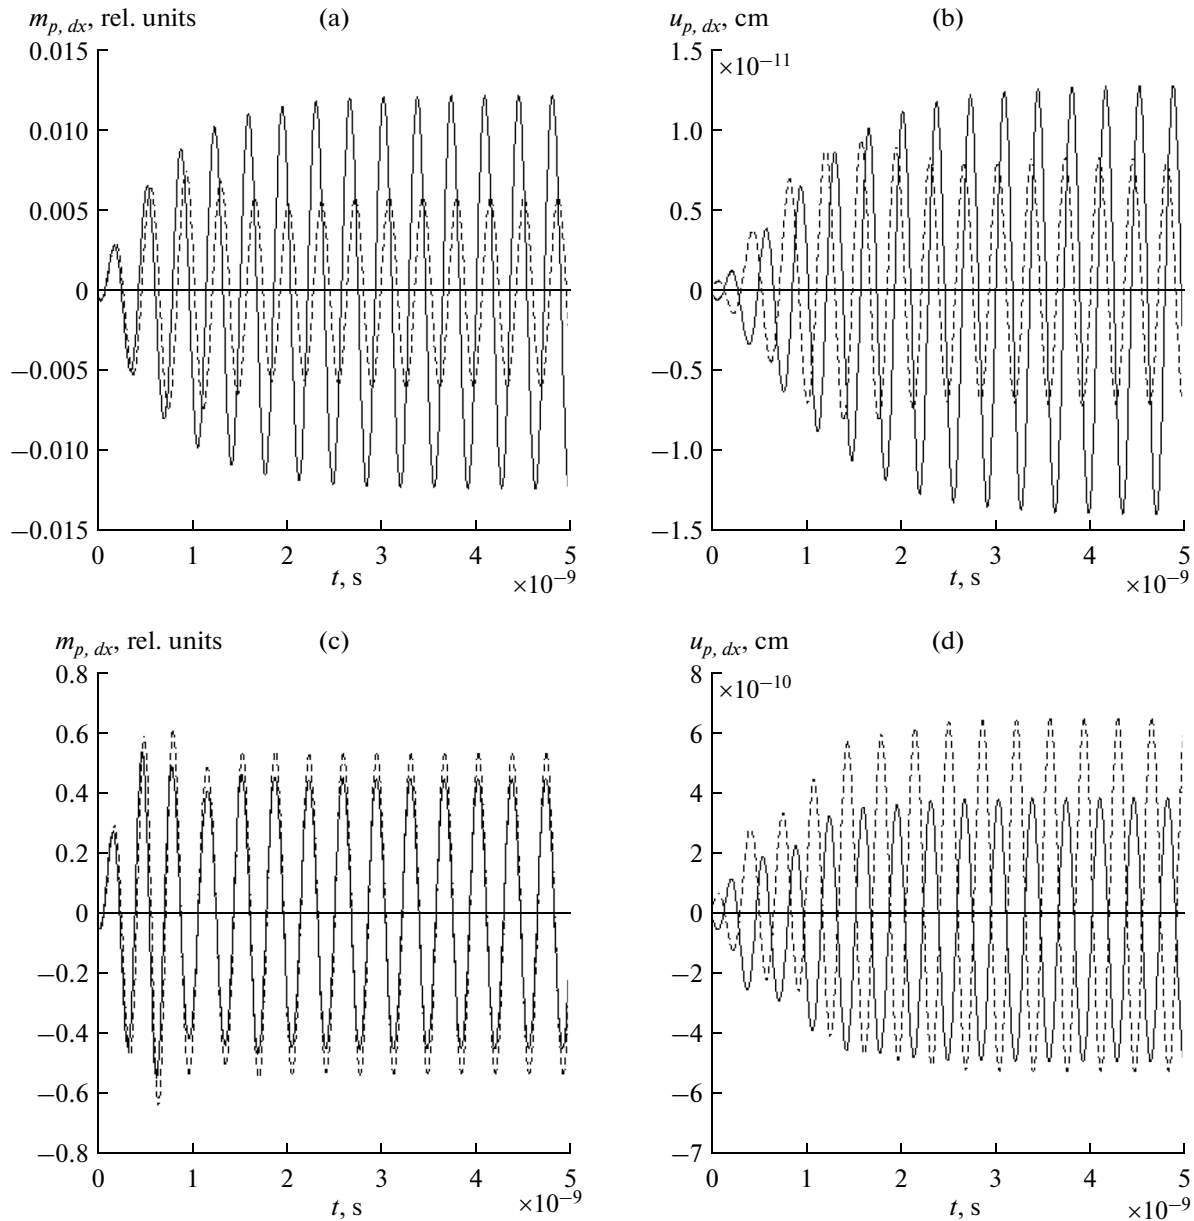 m_{p, dx}, rel. units (a)
0.015
0.010
0.005
0
−0.005
−0.010
−0.015
0 1 2 3 4 5
t, s ×10^{−9}
u_{p, dx}, cm (b)
×10^{−11}
1.5
1.0
0.5
0
−0.5
−1.0
−1.5
0 1 2 3 4 5
t, s ×10^{−9}
m_{p, dx}, rel. units (c)
0.8
0.6
0.4
0.2
0
−0.2
−0.4
−0.6
−0.8
0 1 2 3 4 5
t, s ×10^{−9}
u_{p, dx}, cm (d)
×10^{−10}
8
6
4
2
0
−2
−4
−6
−7
0 1 2 3 4 5
t, s ×10^{−9}